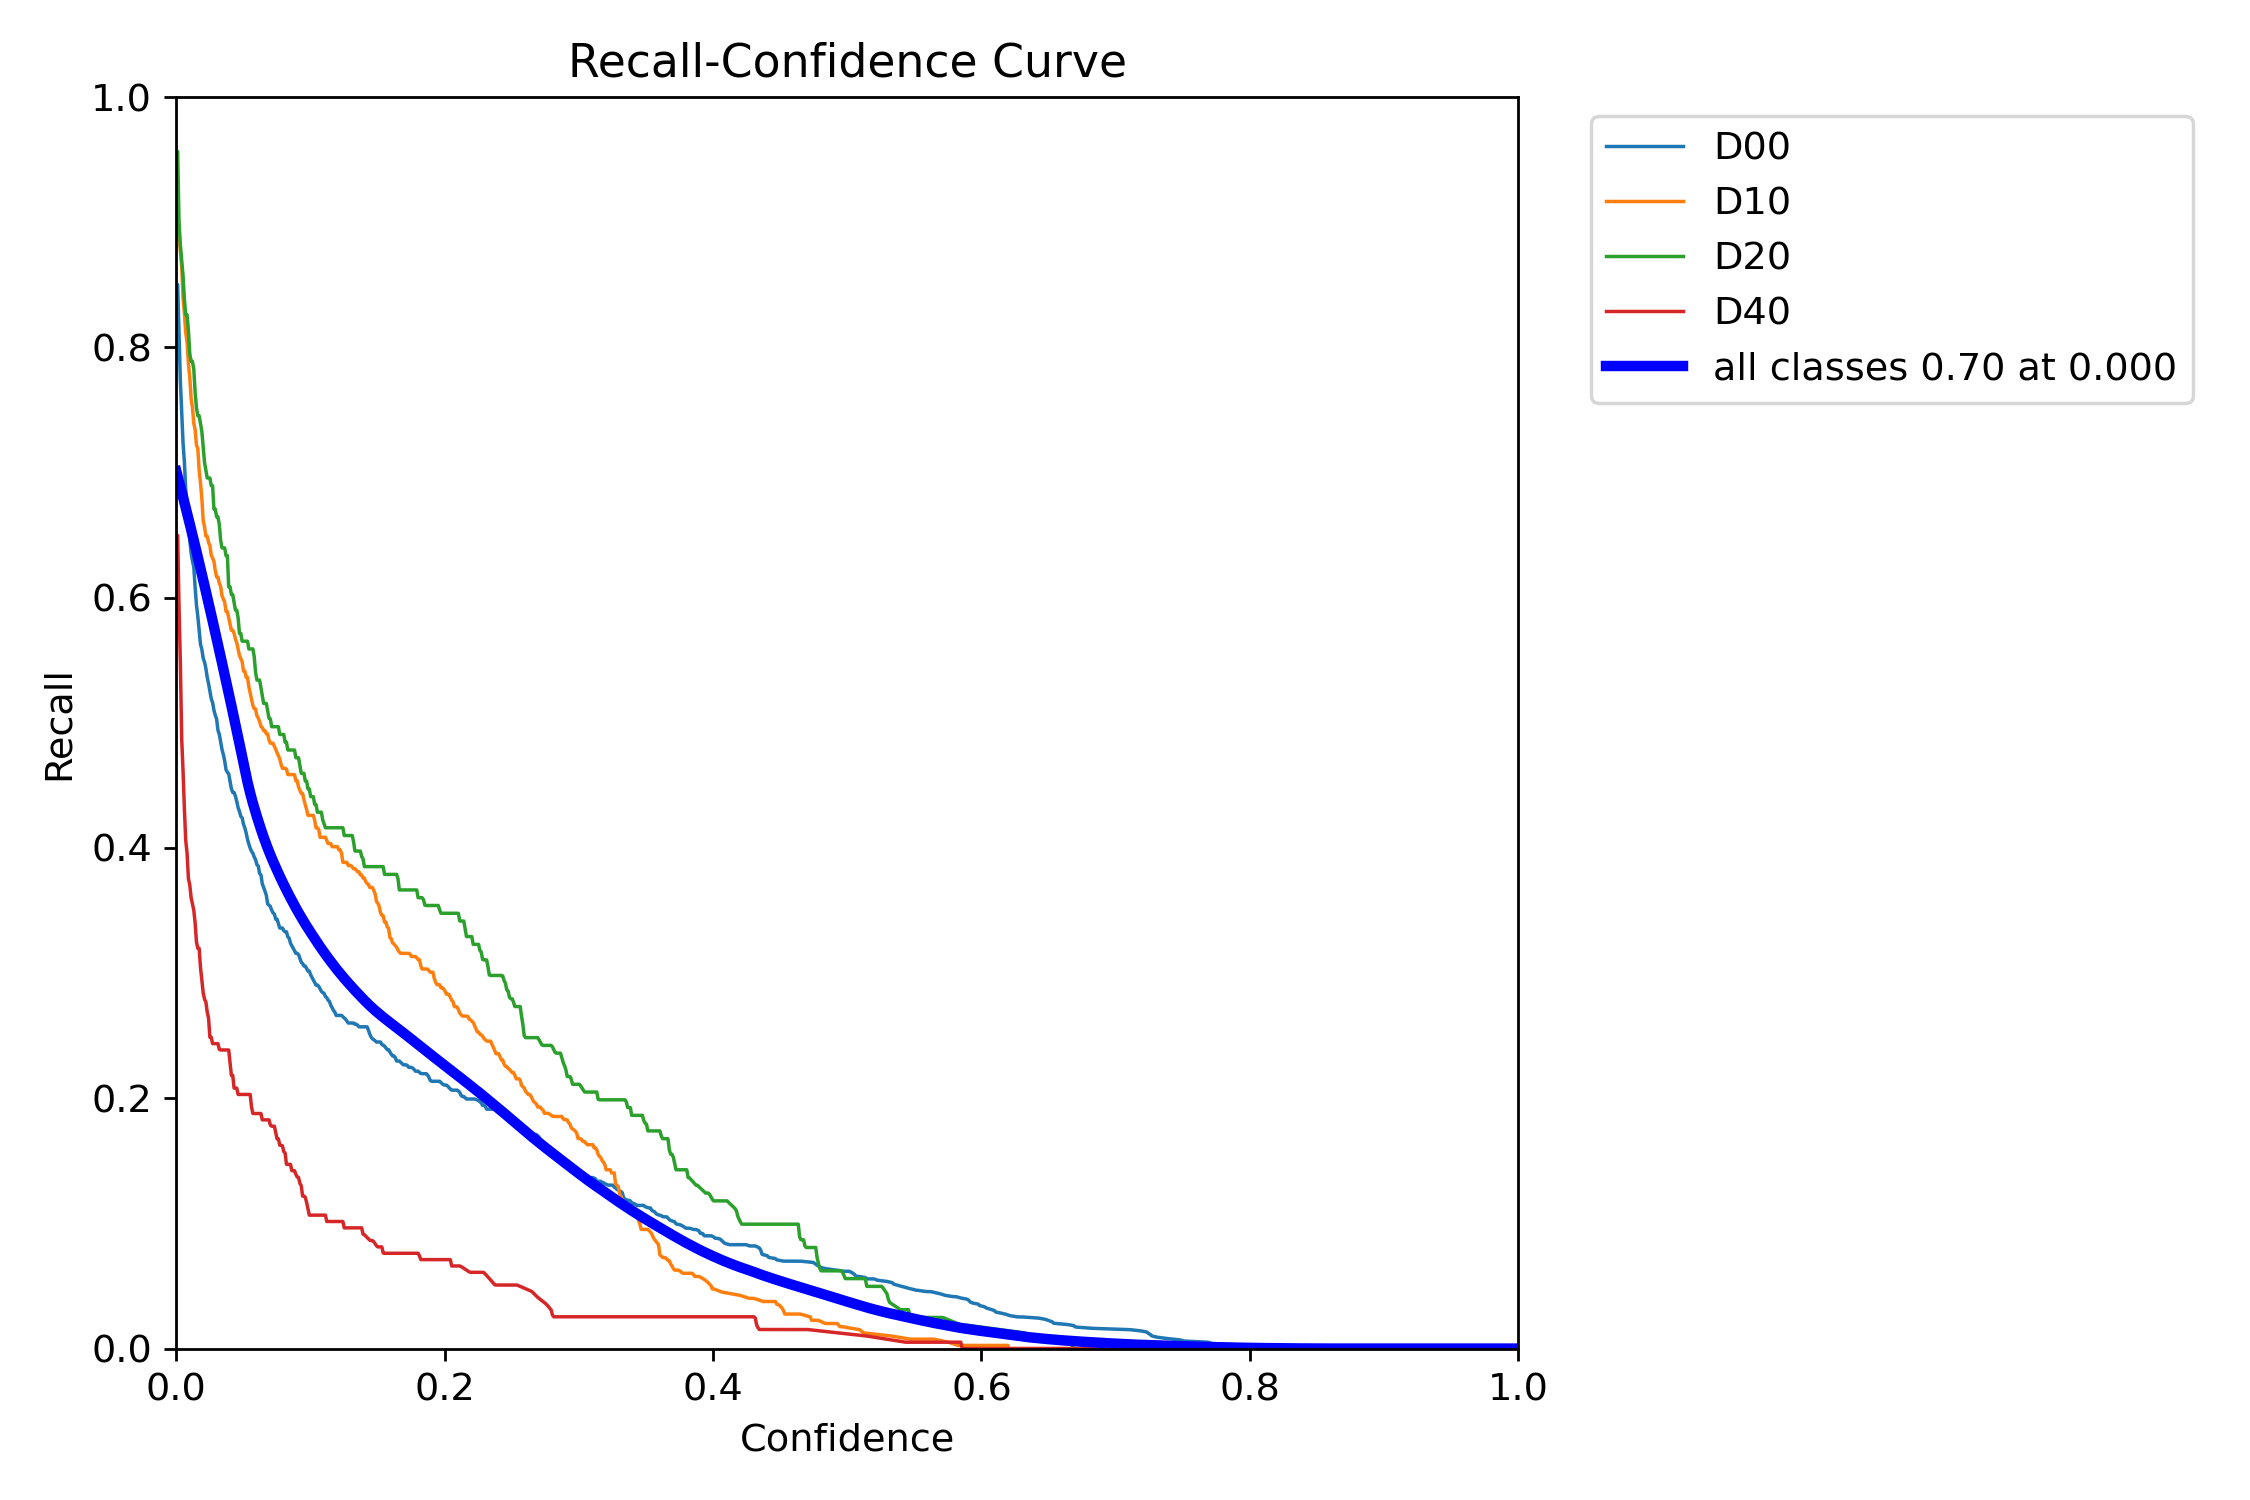 Recall-Confidence Curve
1.0
0.8
0.6
0.4
0.2
0.0
Recall
0.0 0.2 0.4 0.6 0.8 1.0
Confidence
D00
D10
D20
D40
all classes 0.70 at 0.000